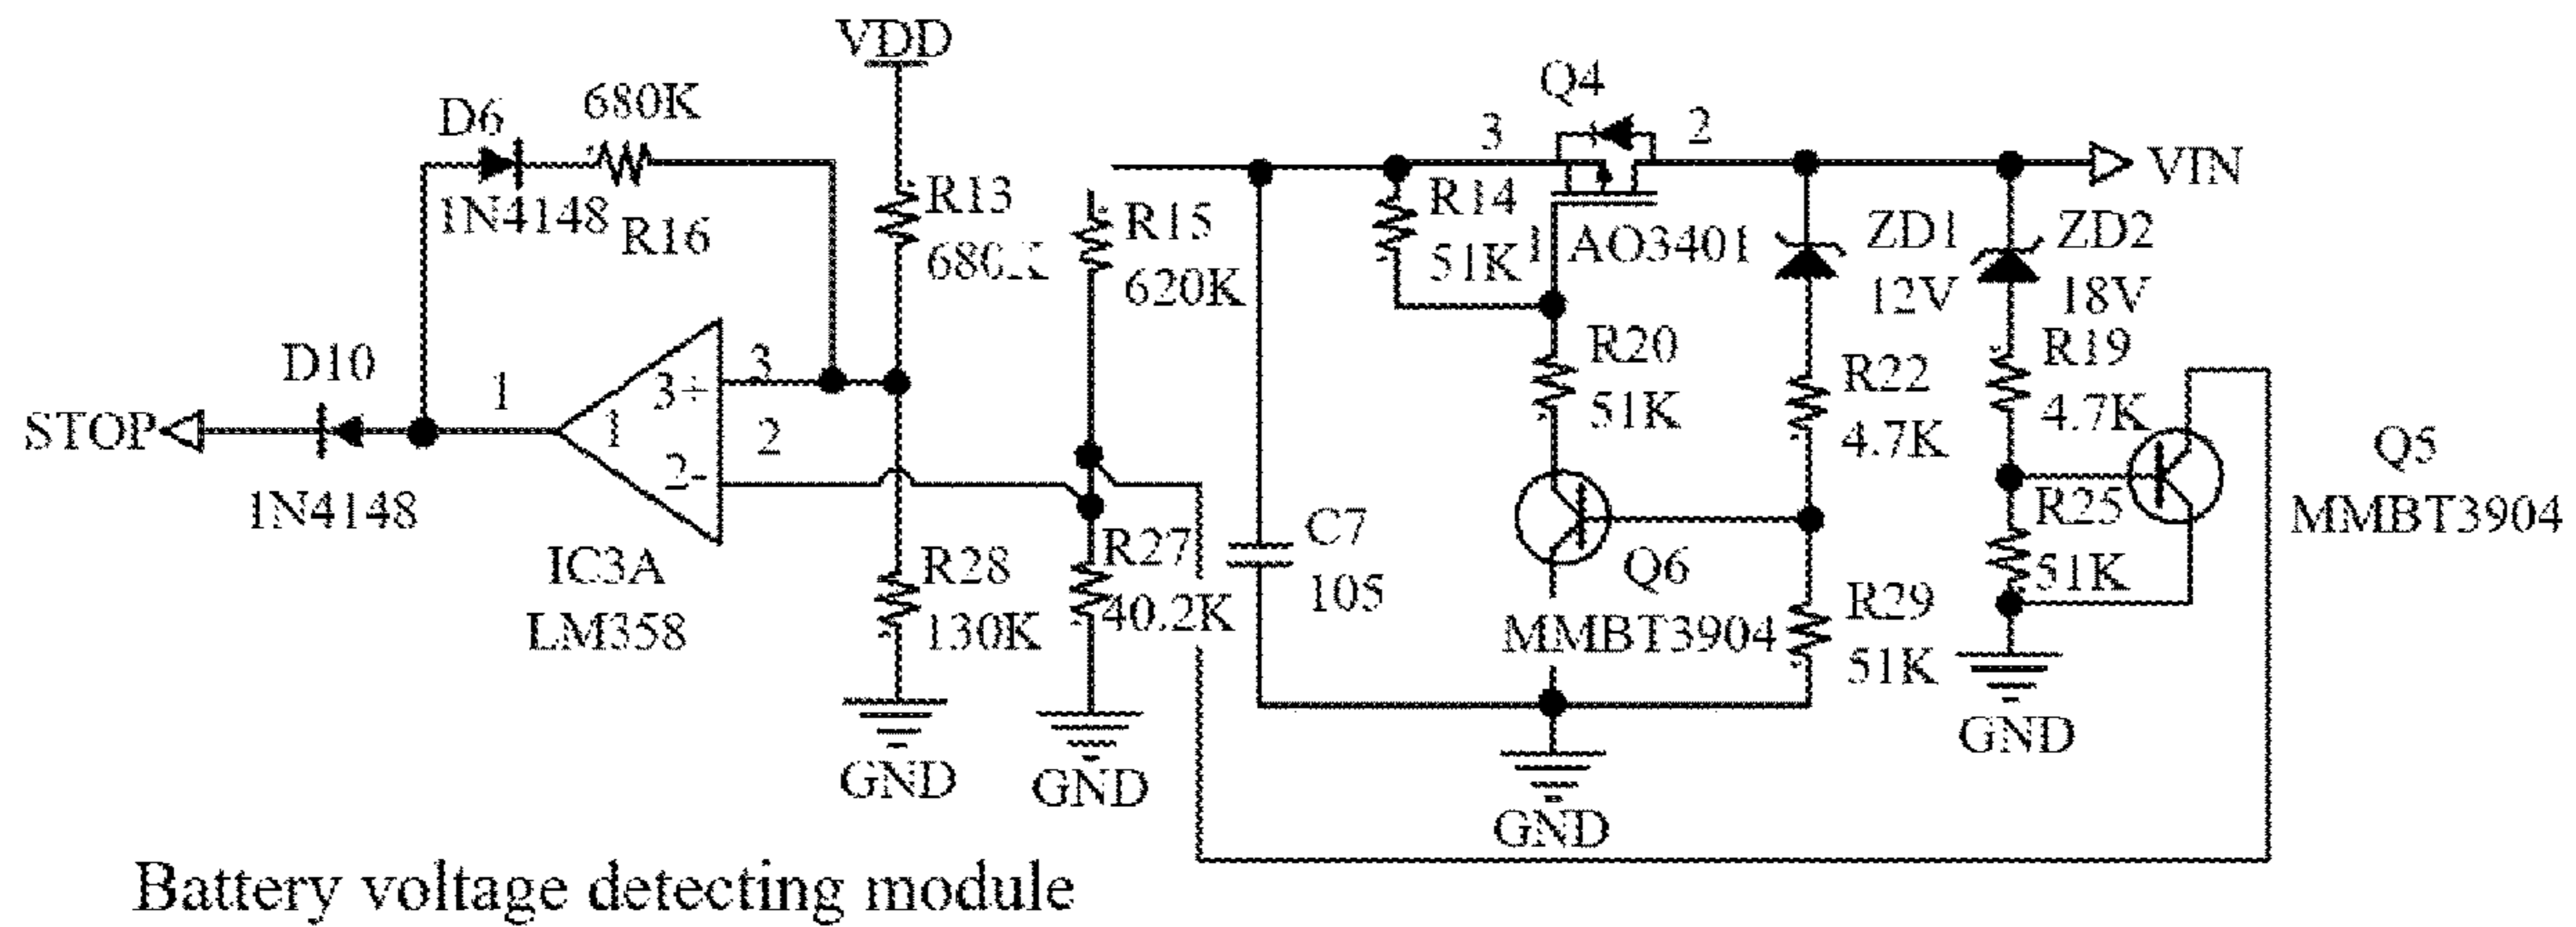 VDD
Q4
D6
680K
3
2
1N4148
R16
R13
R15
620K
R14
51K
1
AO3401
ZD1
12V
ZD2
18V
VIN
D10
1
3
3+
1
2
2-
STOP
1N4148
IC3A
LM358
R20
51K
R22
4.7K
R19
4.7K
Q5
MMBT3904
R28
130K
R27
40.2K
C7
105
Q6
MMBT3904
R29
51K
R25
51K
GND
GND
GND
GND
Battery voltage detecting module